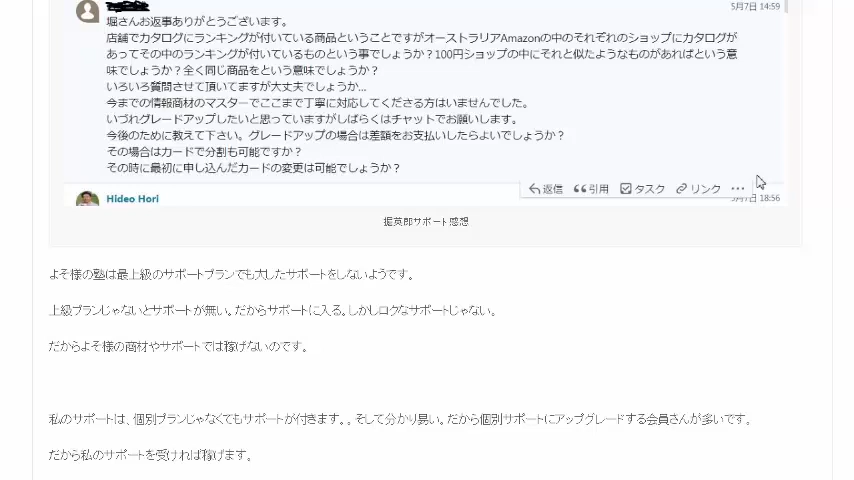 5月7日 14:59
堀さんお返事ありがとうございます。
店舗でカタログにランキングが付いている商品ということですがオーストラリアAmazonの中のそれぞれのショップにカタログが
あってその中のランキングが付いているものという事でしょうか？100円ショップの中にそれと似たようなものがあればという意
味でしょうか？全く同じ商品をという意味でしょうか？
いろいろ質問させて頂いてますが大丈夫でしょうか...
今までの情報商材のマスターでここまで丁寧に対応してくださる方はいませんでした。
いづれグレードアップしたいと思っていますがしばらくはチャットでお願いします。
今後のために教えて下さい。グレードアップの場合は差額をお支払いしたらよいでしょうか？
その場合はカードで分割も可能ですか？
その時に最初に申し込んだカードの変更は可能でしょうか？
返信 引用 タスク リンク
Hideo Hori
5月7日 18:56
堀英郎サポート感想
よそ様の塾は最上級のサポートプランでも大したサポートをしないようです。
上級プランじゃないとサポートが無い。だからサポートに入る。しかしロクなサポートじゃない。
だからよそ様の商材やサポートでは稼げないのです。
私のサポートは、個別プランじゃなくてもサポートが付きます。。そして分かり易い。だから個別サポートにアップグレードする会員さんが多いです。
だから私のサポートを受ければ稼げます。